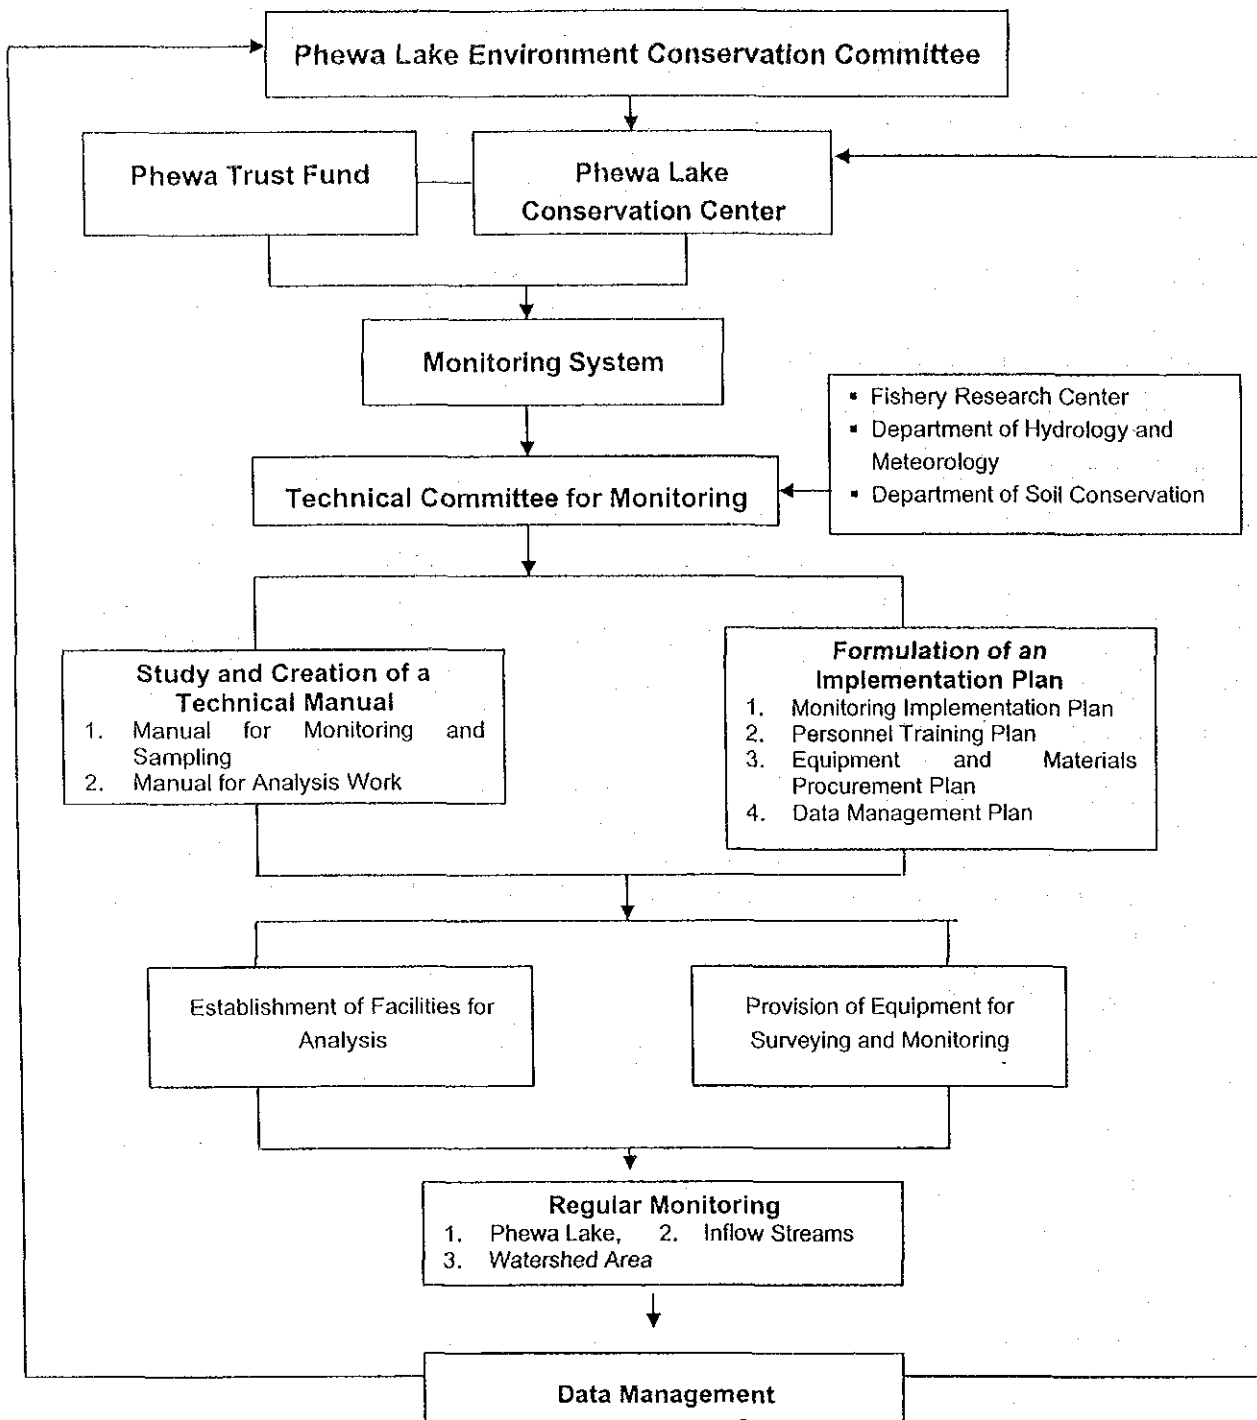 Phewa Lake Environment Conservation Committee
Phewa Trust Fund
Phewa Lake
Conservation Center
Monitoring System
▪ Fishery Research Center
▪ Department of Hydrology and
Meteorology
▪ Department of Soil Conservation
Technical Committee for Monitoring
Study and Creation of a
Technical Manual
1. Manual for Monitoring and
Sampling
2. Manual for Analysis Work
Formulation of an
Implementation Plan
1. Monitoring Implementation Plan
2. Personnel Training Plan
3. Equipment and Materials
Procurement Plan
4. Data Management Plan
Establishment of Facilities for
Analysis
Provision of Equipment for
Surveying and Monitoring
Regular Monitoring
1. Phewa Lake, 2. Inflow Streams
3. Watershed Area
Data Management